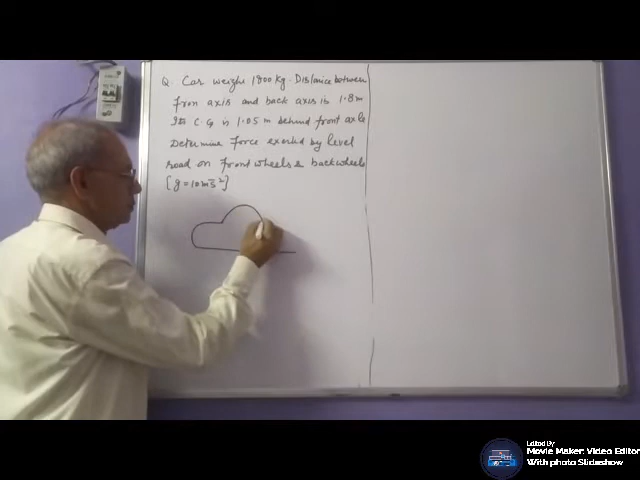 Q. Car weighs 1800 kg. Distance between
fron axis and back axis is 1.8 m
Its C.G is 1.05 m behind front axle
Determine Force exerted by level
road on front wheels & back wheels
[g = 10 m s̄²]
Edited By
Movie Maker: Video Editor
With photo Slideshow